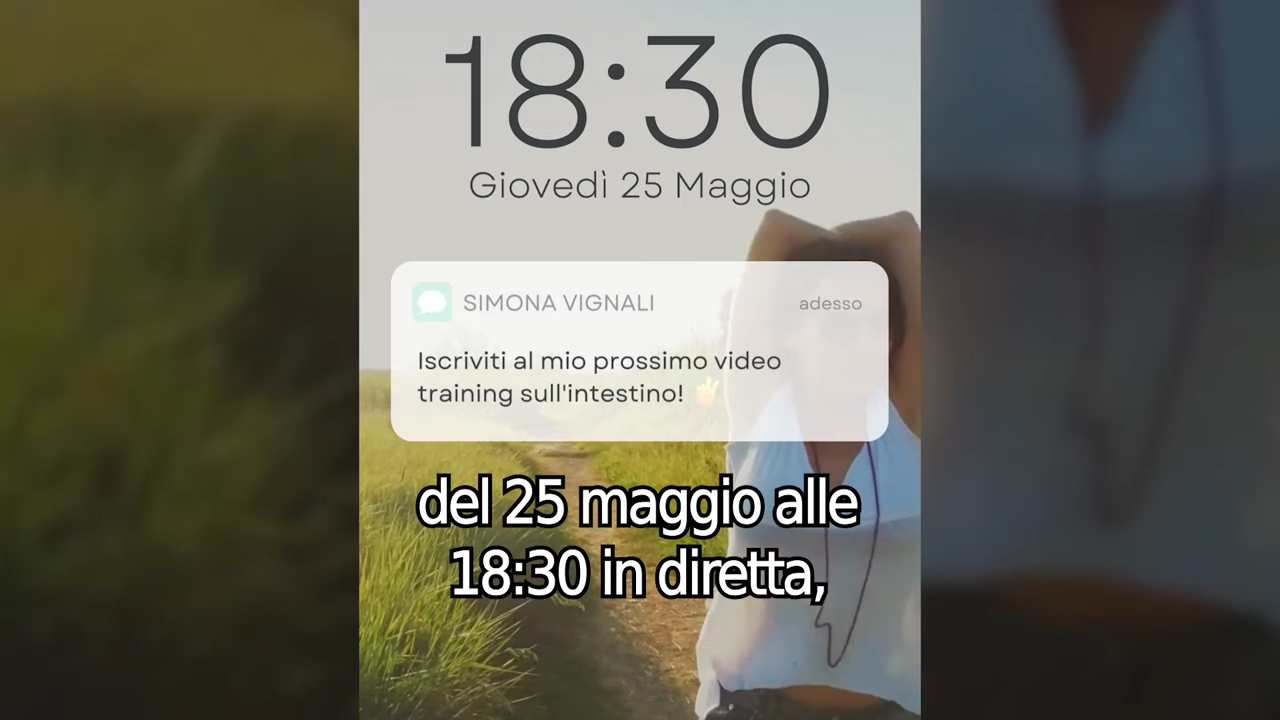 18:30
Giovedì 25 Maggio
SIMONA VIGNALI adesso
Iscriviti al mio prossimo video
training sull'intestino!
del 25 maggio alle
18:30 in diretta,